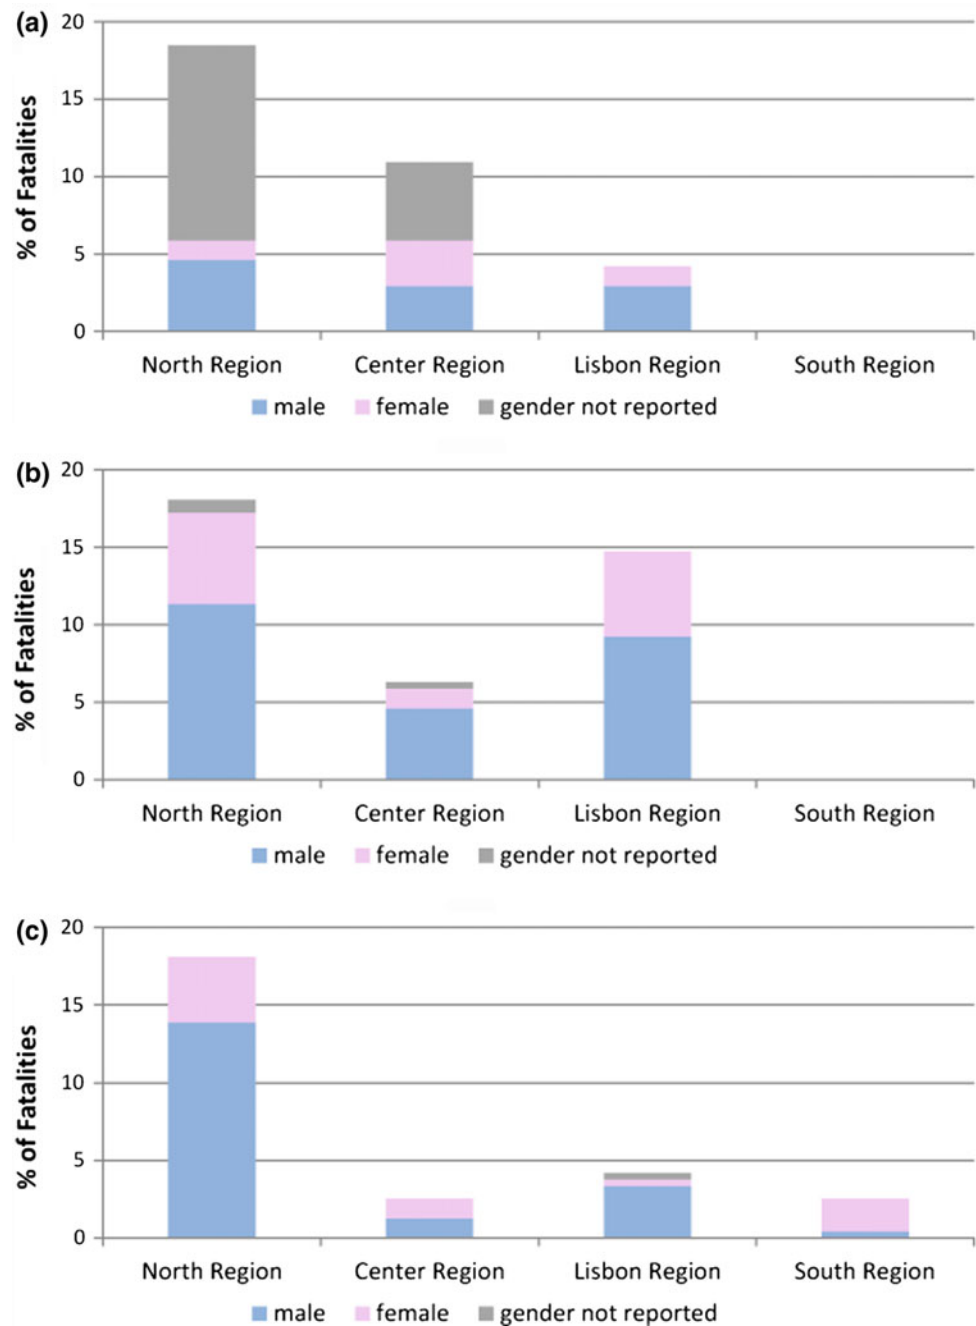 (a)
% of Fatalities
20
15
10
5
0
North Region Center Region Lisbon Region South Region
male female gender not reported
(b)
% of Fatalities
20
15
10
5
0
North Region Center Region Lisbon Region South Region
male female gender not reported
(c)
% of Fatalities
20
15
10
5
0
North Region Center Region Lisbon Region South Region
male female gender not reported